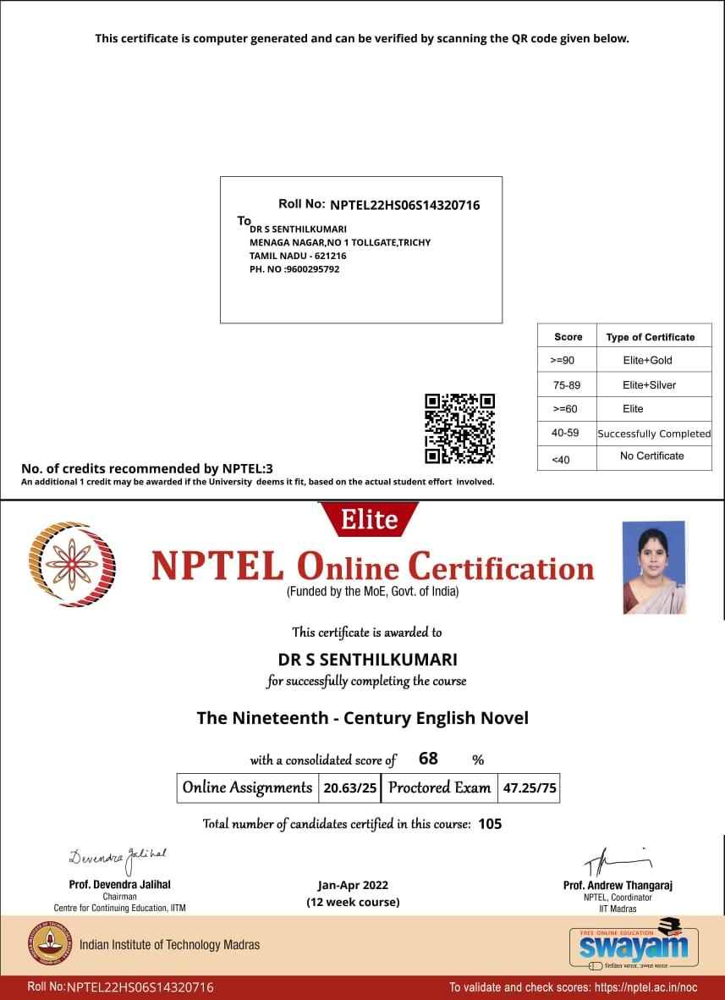 This certificate is computer generated and can be verified by scanning the QR code given below.
Roll No: NPTEL22HS06S14320716
To
DR S SENTHILKUMARI
MENAGA NAGAR,NO 1 TOLLGATE,TRICHY
TAMIL NADU - 621216
PH. NO :9600295792
Score Type of Certificate
>=90 Elite+Gold
75-89 Elite+Silver
>=60 Elite
40-59 Successfully Completed
<40 No Certificate
No. of credits recommended by NPTEL:3
An additional 1 credit may be awarded if the University deems it fit, based on the actual student effort involved.
Elite
NPTEL Online Certification
(Funded by the MoE, Govt. of India)
This certificate is awarded to
DR S SENTHILKUMARI
for successfully completing the course
The Nineteenth - Century English Novel
with a consolidated score of 68 %
Online Assignments 20.63/25 Proctored Exam 47.25/75
Total number of candidates certified in this course: 105
Devendra Jalihal
Prof. Devendra Jalihal
Chairman
Centre for Continuing Education, IITM
Jan-Apr 2022
(12 week course)
Prof. Andrew Thangaraj
NPTEL, Coordinator
IIT Madras
Indian Institute of Technology Madras
FREE ONLINE EDUCATION
swayam
शिक्षित भारत, उन्नत भारत
Roll No:NPTEL22HS06S14320716
To validate and check scores: https://nptel.ac.in/noc